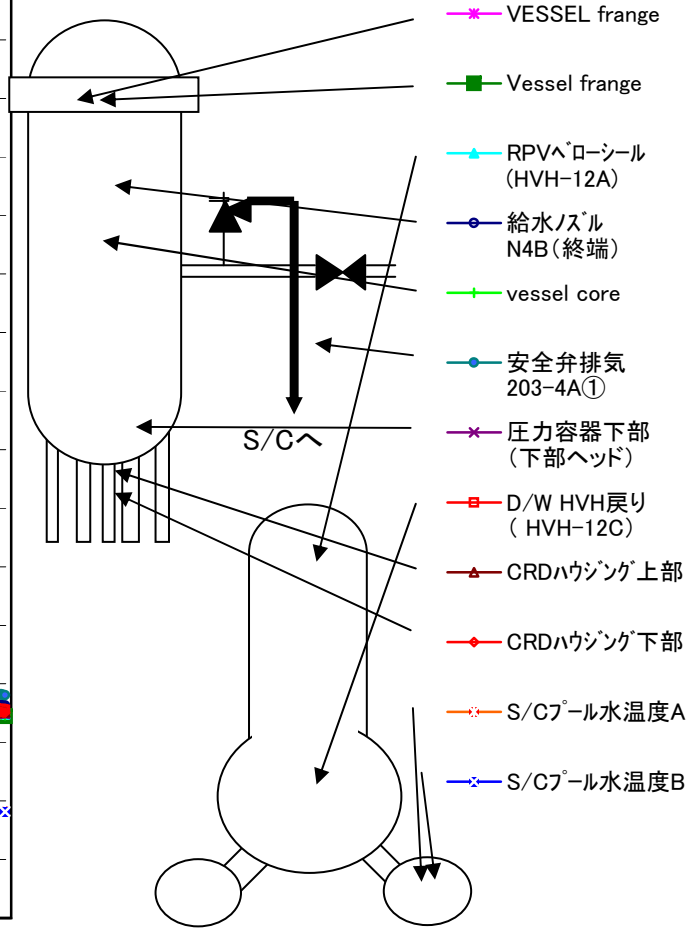 VESSEL frange
Vessel frange
RPVベローシール
(HVH-12A)
給水ノズル
N4B(終端)
vessel core
安全弁排気
203-4A①
S/Cへ
圧力容器下部
(下部ヘッド)
D/W HVH戻り
( HVH-12C)
CRDハウジング上部
CRDハウジング下部
S/Cプール水温度A
S/Cプール水温度B